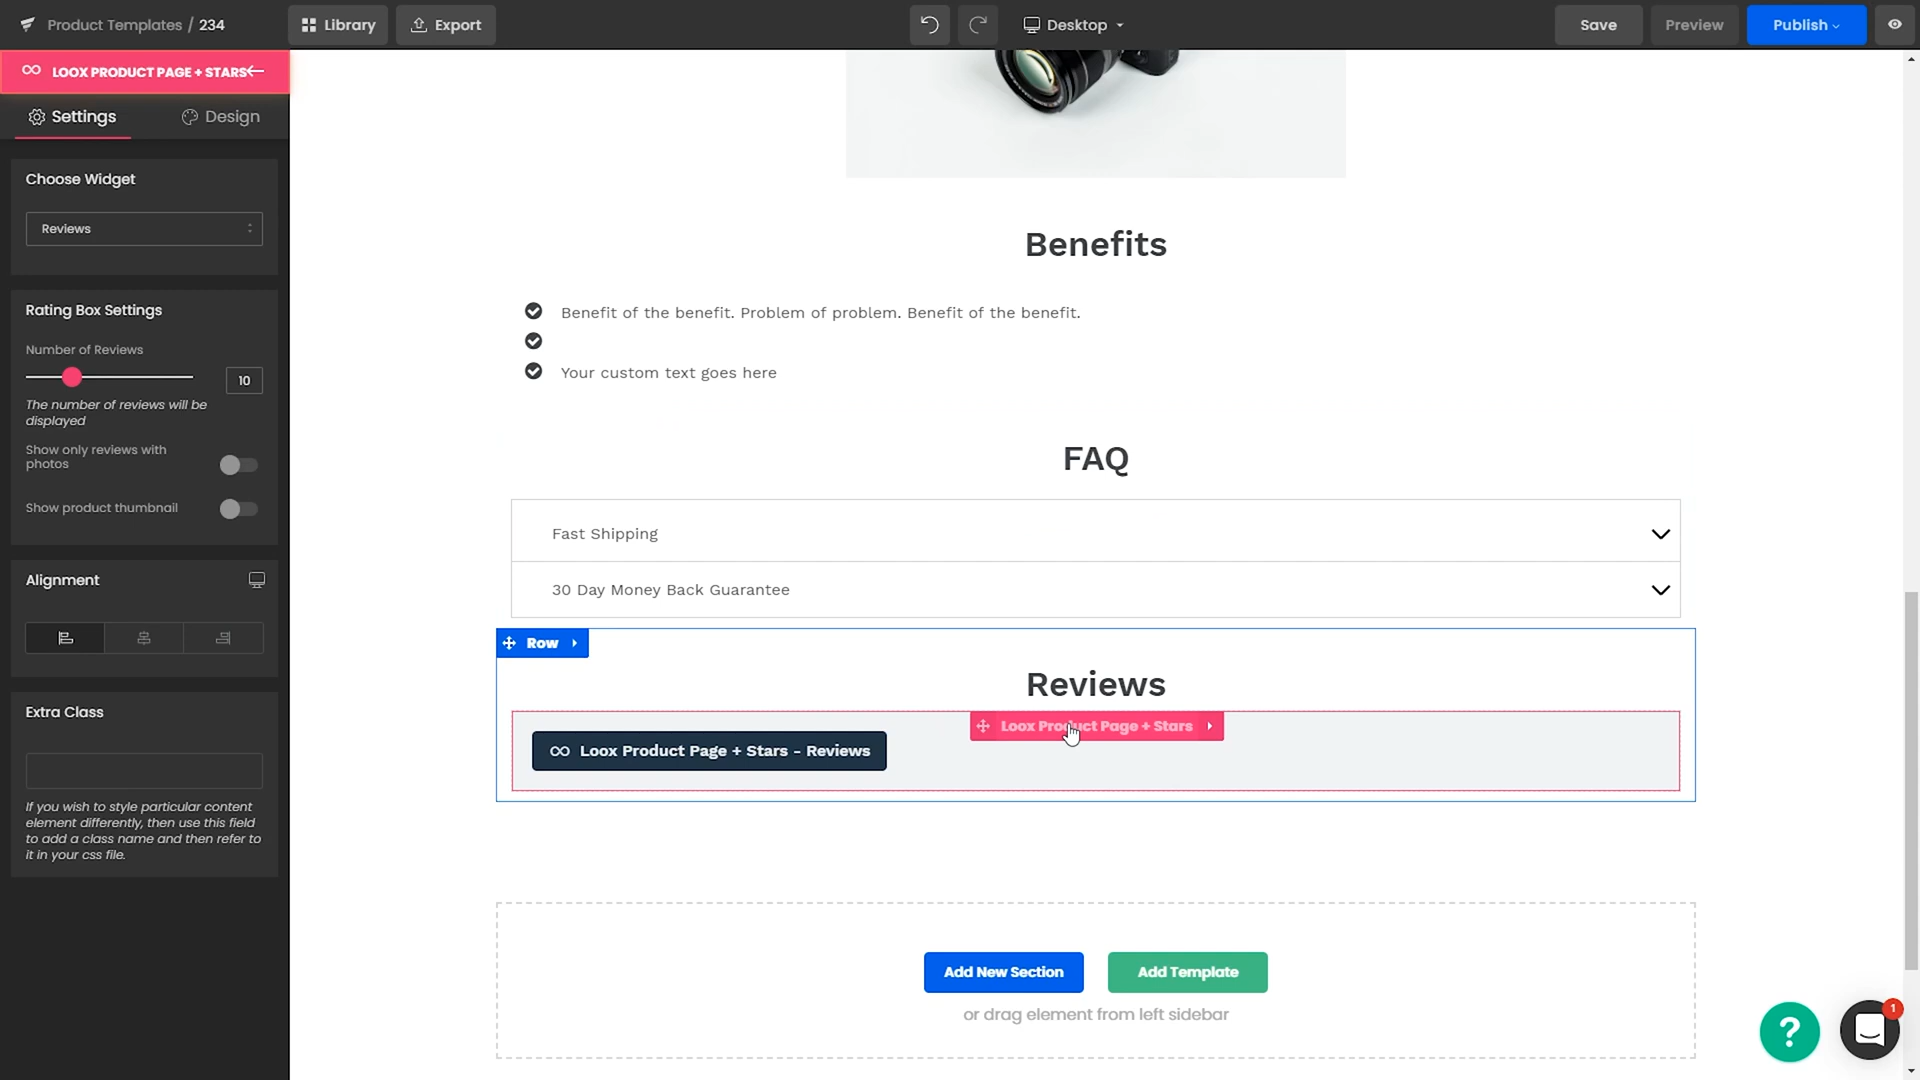 Product Templates / 234
Library
Export
Desktop
Save
Preview
Publish
LOOX PRODUCT PAGE + STARS
Settings
Design
Choose Widget
Reviews
Rating Box Settings
Number of Reviews
10
The number of reviews will be
displayed
Show only reviews with
photos
Show product thumbnail
Alignment
Extra Class
If you wish to style particular content
element differently, then use this field
to add a class name and then refer to
it in your css file.
Benefits
Benefit of the benefit. Problem of problem. Benefit of the benefit.
Your custom text goes here
FAQ
Fast Shipping
30 Day Money Back Guarantee
Row
Reviews
Loox Product Page + Stars
Loox Product Page + Stars - Reviews
Add New Section
Add Template
or drag element from left sidebar
?
1